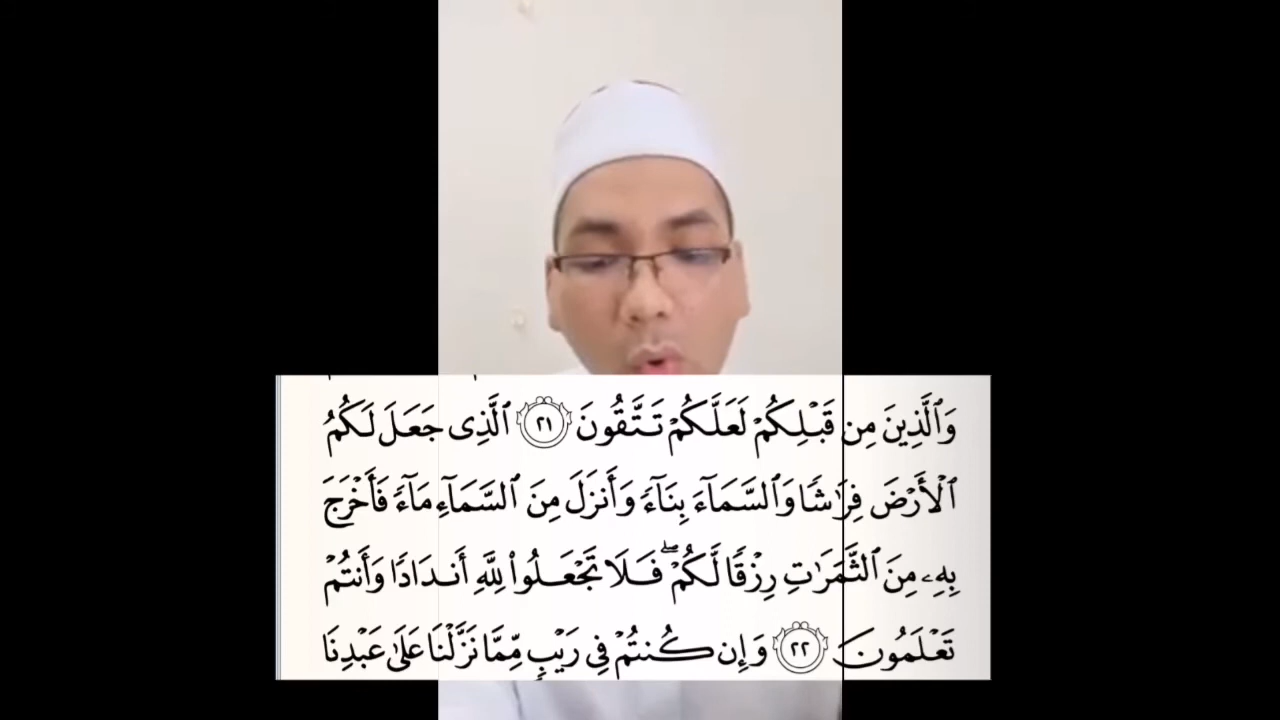 وَٱلَّذِينَ مِن قَبْلِكُمْ لَعَلَّكُمْ تَتَّقُونَ ٢١ ٱلَّذِى جَعَلَ لَكُمُ
ٱلْأَرْضَ فِرَٰشًا وَٱلسَّمَآءَ بِنَآءً وَأَنزَلَ مِنَ ٱلسَّمَآءِ مَآءً فَأَخْرَجَ
بِهِۦ مِنَ ٱلثَّمَرَٰتِ رِزْقًا لَّكُمْ ۖ فَلَا تَجْعَلُوا۟ لِلَّهِ أَندَادًا وَأَنتُمْ
تَعْلَمُونَ ٢٢ وَإِن كُنتُمْ فِى رَيْبٍ مِّمَّا نَزَّلْنَا عَلَىٰ عَبْدِنَا